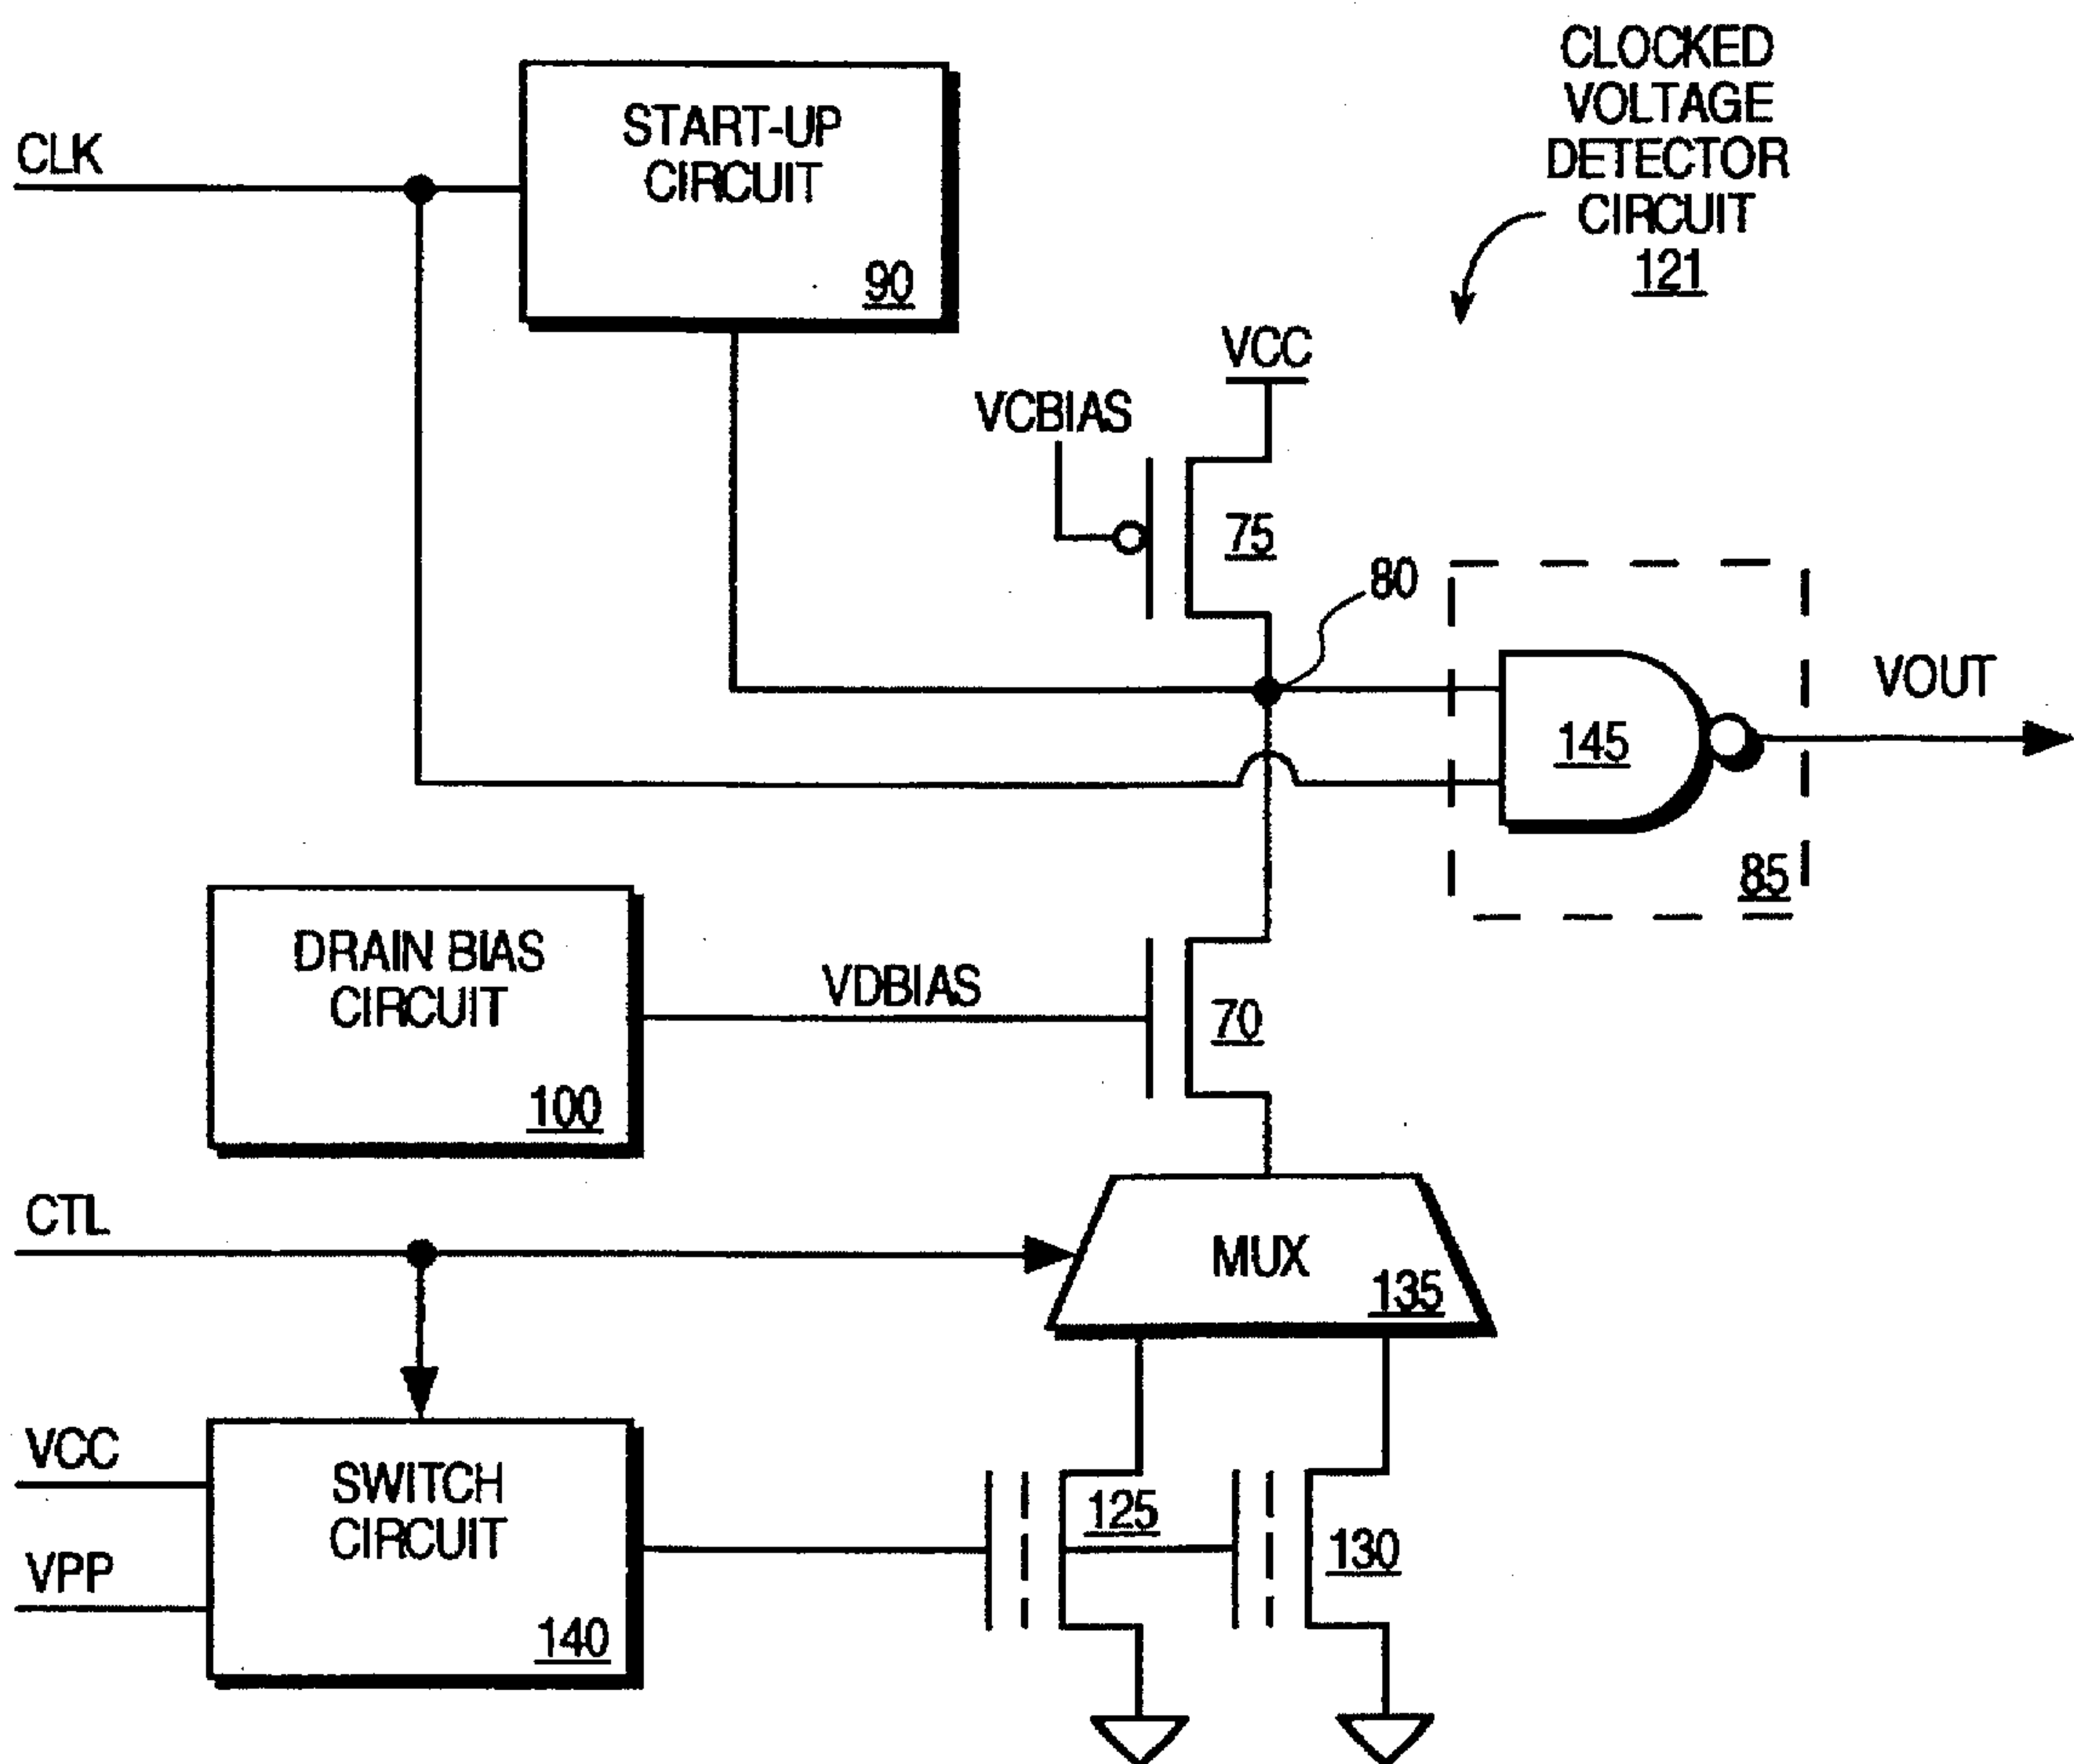 CLOCKED
VOLTAGE
DETECTOR
CIRCUIT
121
CLK
START-UP
CIRCUIT
90
VCC
VCBIAS
75
80
145
VOUT
85
DRAIN BIAS
CIRCUIT
100
VDBIAS
70
CTL
MUX
135
VCC
VPP
SWITCH
CIRCUIT
140
125
130